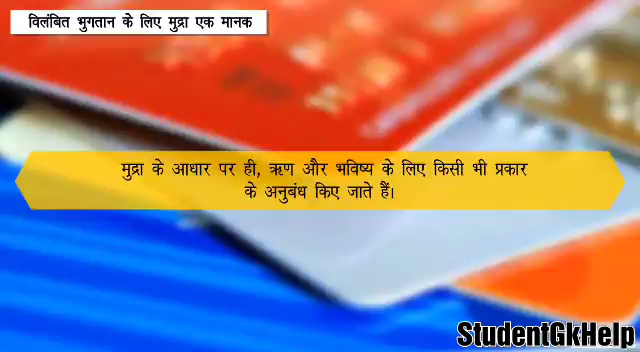 विलंबित भुगतान के लिए मुद्रा एक मानक
मुद्रा के आधार पर ही, ऋण और भविष्य के लिए किसी भी प्रकार
के अनुबंध किए जाते हैं।
StudentGkHelp